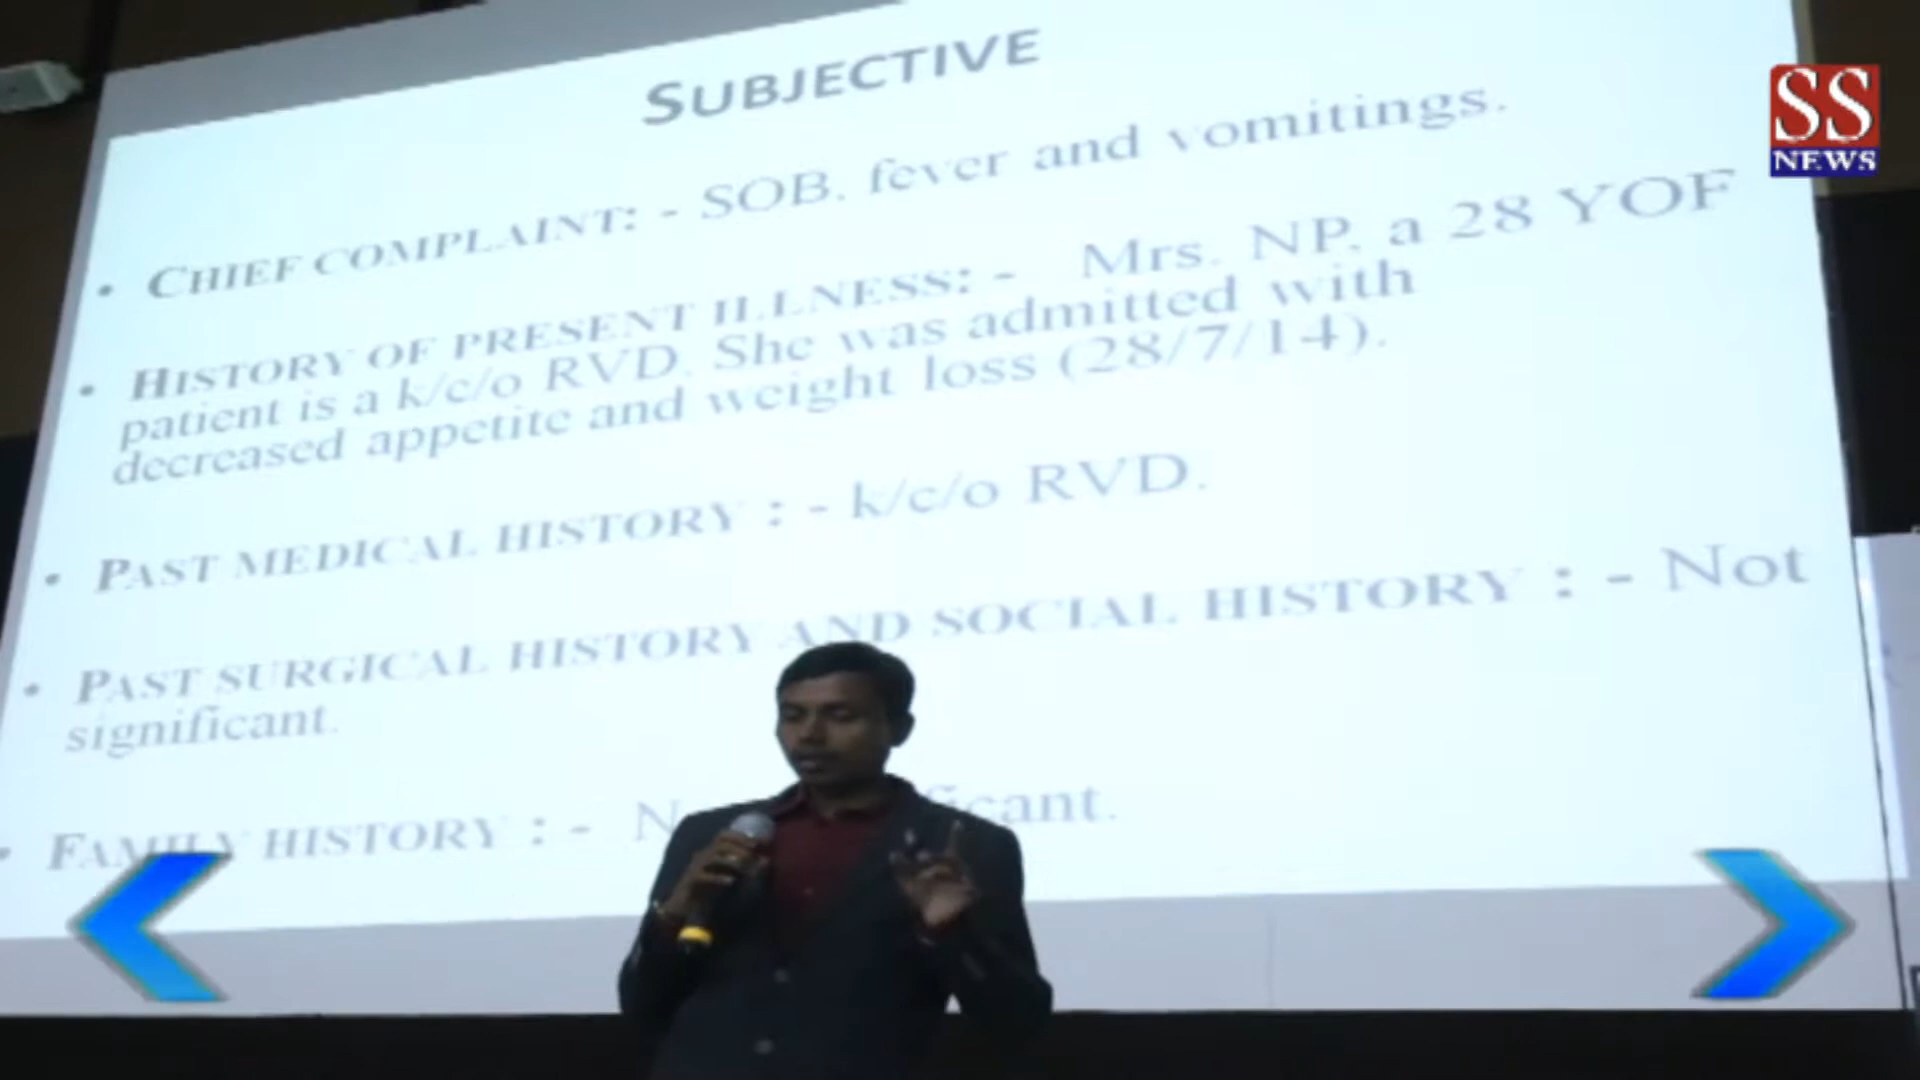 SUBJECTIVE
• CHIEF COMPLAINT: - SOB, fever and vomitings.
• HISTORY OF PRESENT ILLNESS: - Mrs. NP, a 28 YOF
patient is a k/c/o RVD. She was admitted with
decreased appetite and weight loss (28/7/14).
• PAST MEDICAL HISTORY : - k/c/o RVD.
• PAST SURGICAL HISTORY AND SOCIAL HISTORY : - Not
significant.
• FAMILY HISTORY : -
SS
NEWS